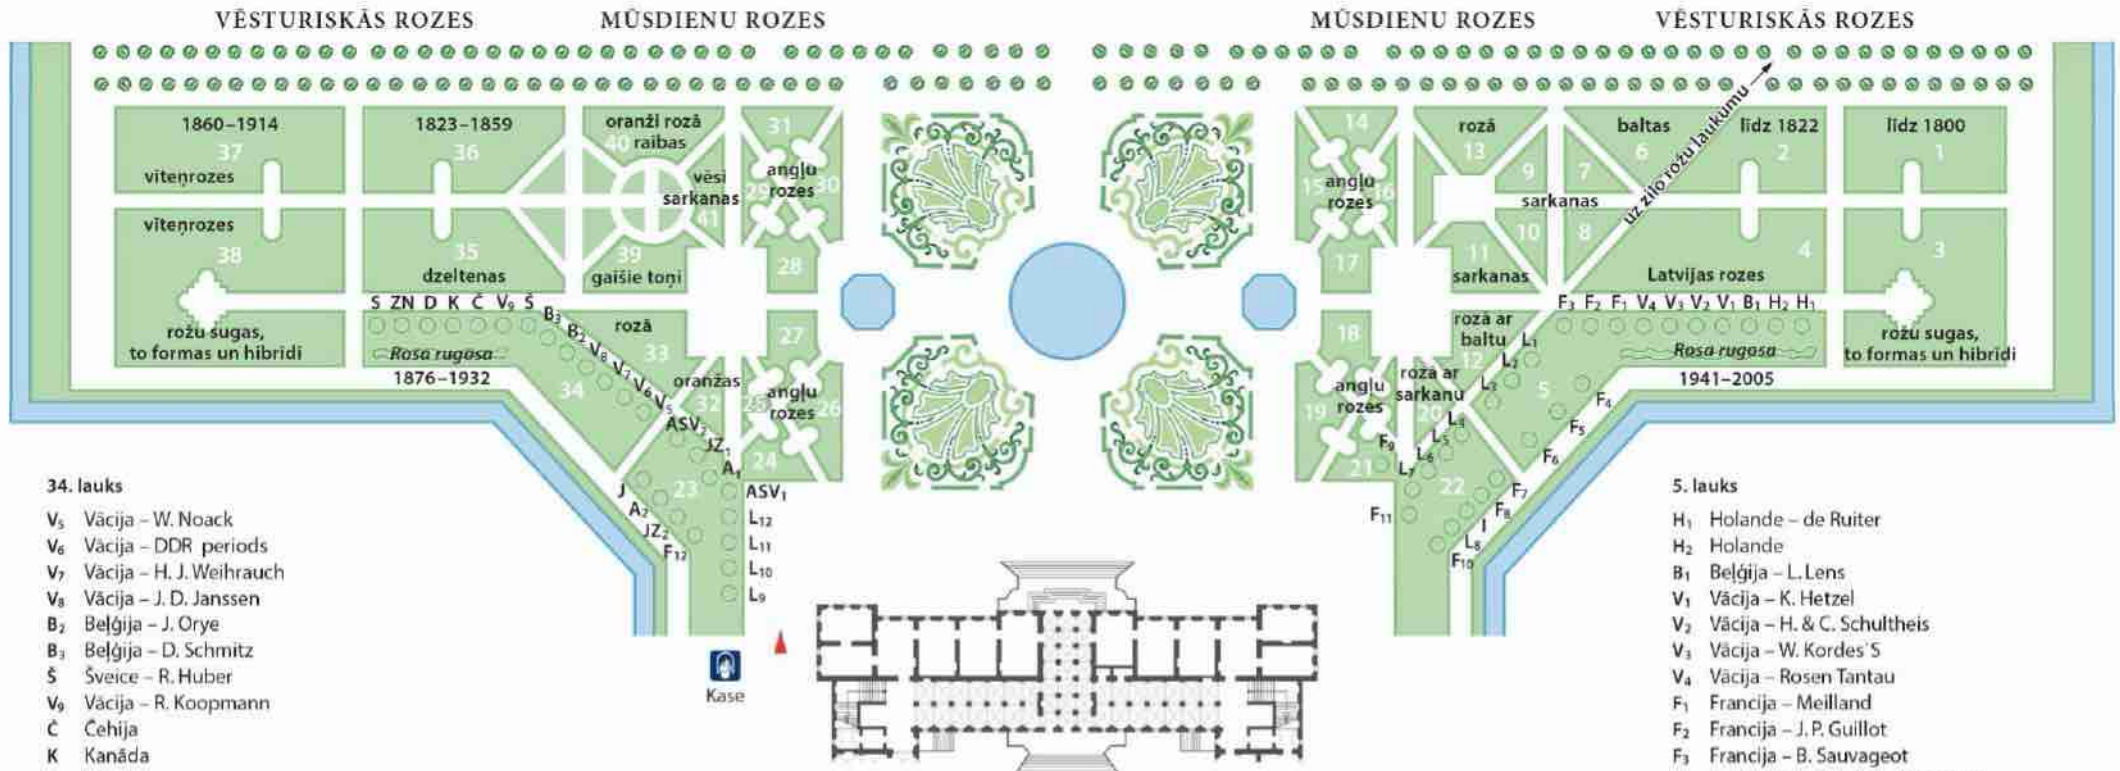 VĒSTURISKĀS ROZES
MŪSDIENU ROZES
MŪSDIENU ROZES
VĒSTURISKĀS ROZES
1860–1914
37
vīteņrozes
1823–1859
36
oranži rozā
40 raibas
vēsi
sarkanas
41
31
29
30
angļu
rozes
14
15
16
angļu
rozes
rozā
13
9
7
baltas
6
līdz 1822
2
līdz 1800
1
sarkanas
uz zilo rožu laukumu
vīteņrozes
38
35
dzeltenas
39
gaišie toņi
28
17
10
8
11
sarkanas
4
Latvijas rozes
3
S ZN D K Č V9 Š
B3
B2
V8
V7
V6
V5
ASV2
JZ1
A1
rožu sugas,
to formas un hibrīdi
Rosa rugosa
1876–1932
34
rozā
33
oranžas
32
27
25
26
angļu
rozes
24
23
J
A2
JZ2
F12
ASV1
L12
L11
L10
L9
18
angļu
rozes
19
F9
21
rozā ar
baltu
12
rozā ar
sarkanu
20
L1
L2
L3
L4
L5
L6
L7
F3 F2 F1 V4 V3 V2 V1 B1 H2 H1
Rosa rugosa
1941–2005
5
F4
F5
F6
F7
F8
I
L8
F10
22
F11
rožu sugas,
to formas un hibrīdi
34. lauks
V5 Vācija – W. Noack
V6 Vācija – DDR periods
V7 Vācija – H. J. Weihrauch
V8 Vācija – J. D. Janssen
B2 Beļģija – J. Orye
B3 Beļģija – D. Schmitz
Š Šveice – R. Huber
V9 Vācija – R. Koopmann
Č Čehija
K Kanāda
Kase
5. lauks
H1 Holande – de Ruiter
H2 Holande
B1 Beļģija – L. Lens
V1 Vācija – K. Hetzel
V2 Vācija – H. & C. Schultheis
V3 Vācija – W. Kordes`S
V4 Vācija – Rosen Tantau
F1 Francija – Meilland
F2 Francija – J. P. Guillot
F3 Francija – B. Sauvageot